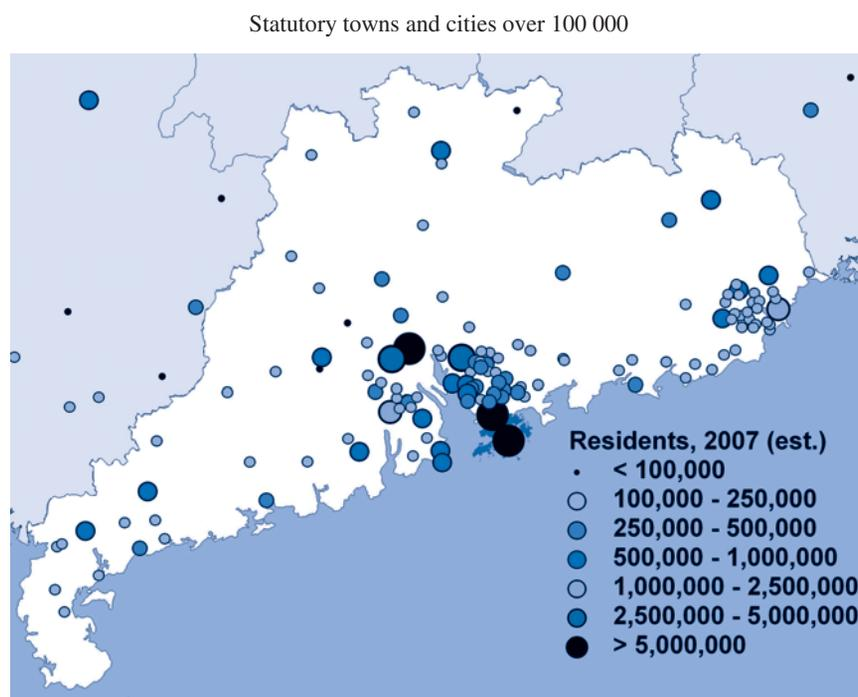 Statutory towns and cities over 100 000
Residents, 2007 (est.)
< 100,000
100,000 - 250,000
250,000 - 500,000
500,000 - 1,000,000
1,000,000 - 2,500,000
2,500,000 - 5,000,000
> 5,000,000